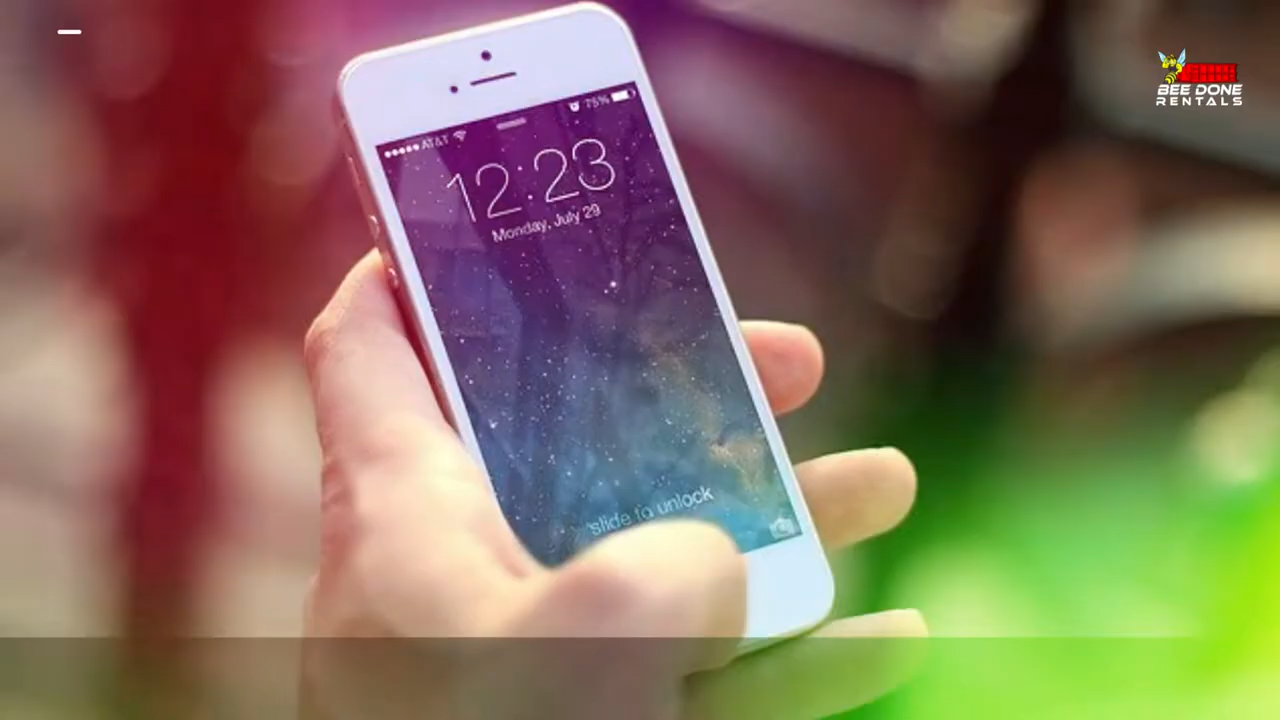 BEE DONE
RENTALS
AT&T
75%
12:23
Monday, July 29
slide to unlock